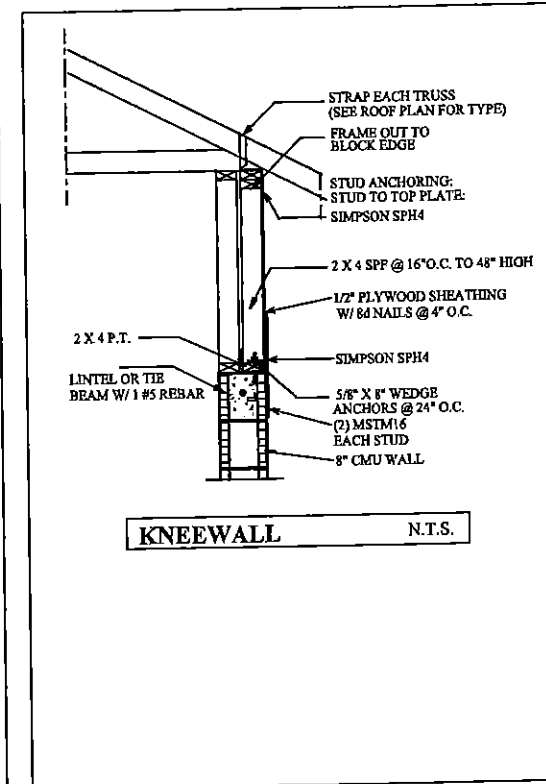 STRAP EACH TRUSS
(SEE ROOF PLAN FOR TYPE)
FRAME OUT TO
BLOCK EDGE
STUD ANCHORING:
STUD TO TOP PLATE:
SIMPSON SPH4
2 X 4 SPF @ 16"O.C. TO 48" HIGH
1/2" PLYWOOD SHEATHING
W/ 8d NAILS @ 4" O.C.
2 X 4 P.T.
SIMPSON SPH4
LINTEL OR TIE
BEAM W/ 1 #5 REBAR
5/8" X 8" WEDGE
ANCHORS @ 24" O.C.
(2) MSTM16
EACH STUD
8" CMU WALL
KNEEWALL N.T.S.